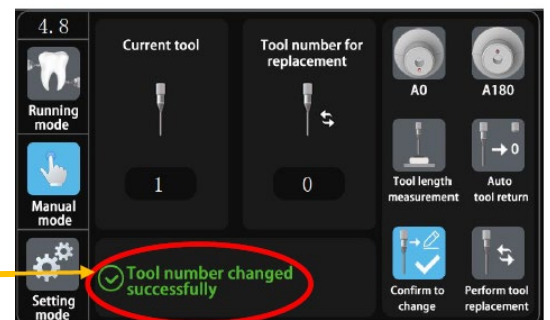 4.8
Running
mode
Manual
mode
Setting
mode
Current tool
1
Tool number for
replacement
0
Tool number changed
successfully
A0
A180
Tool length
measurement
→0
Auto
tool return
Confirm to
change
Perform tool
replacement